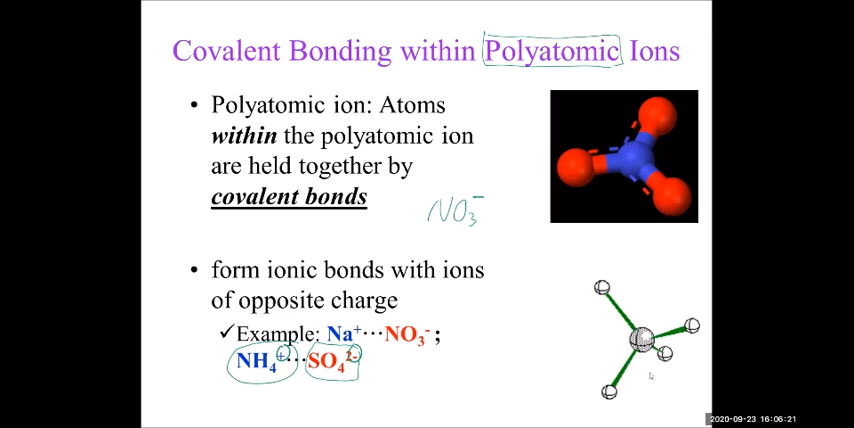 Covalent Bonding within Polyatomic Ions
• Polyatomic ion: Atoms
within the polyatomic ion
are held together by
covalent bonds
NO₃⁻
• form ionic bonds with ions
of opposite charge
✓Example: Na⁺···NO₃⁻ ;
NH₄⁺···SO₄²⁻
2020-09-23 16:06:21